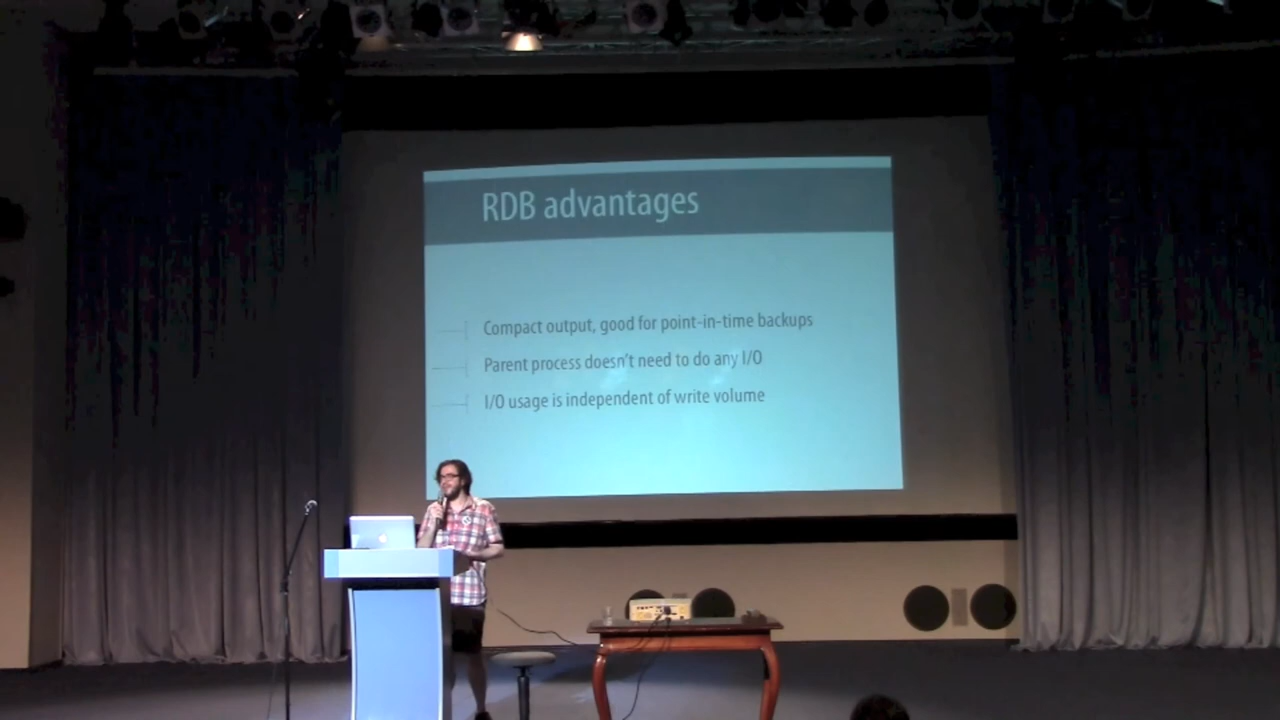 RDB advantages
Compact output, good for point-in-time backups
Parent process doesn't need to do any I/O
I/O usage is independent of write volume